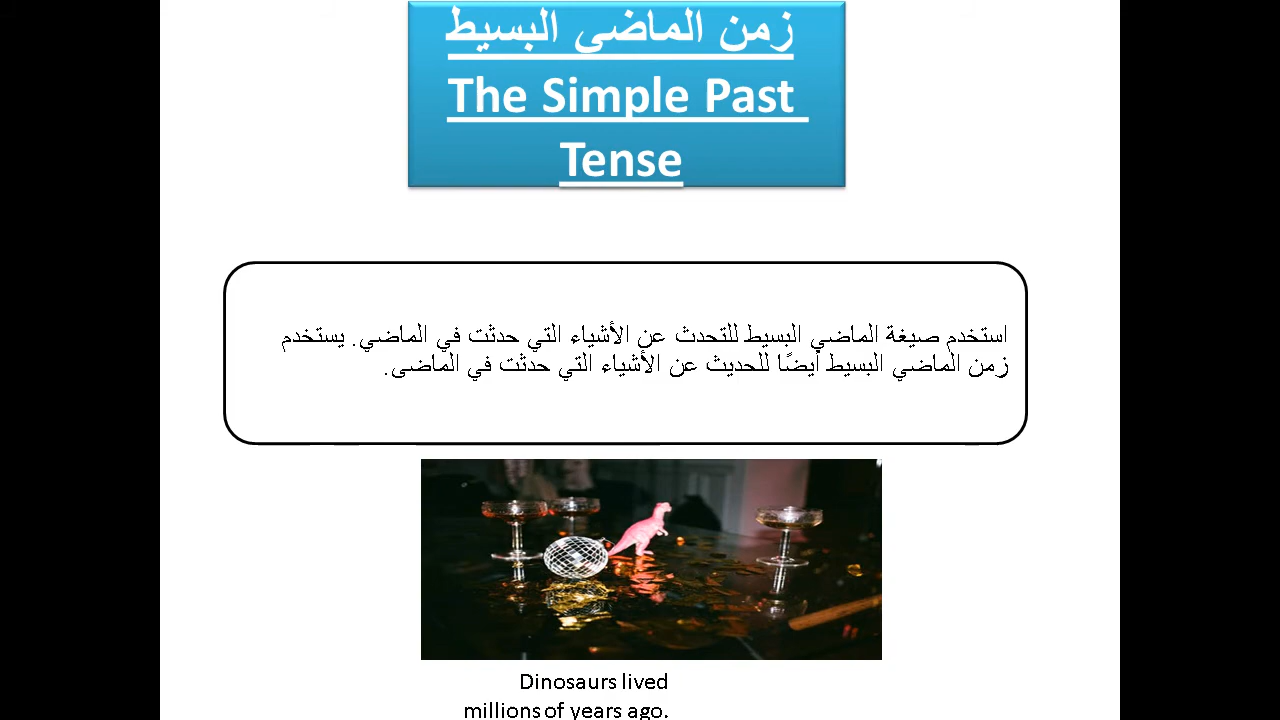 زمن الماضى البسيط
The Simple Past
Tense
استخدم صيغة الماضي البسيط للتحدث عن الأشياء التي حدثت في الماضي. يستخدم
زمن الماضي البسيط أيضًا للحديث عن الأشياء التي حدثت في الماضى.
Dinosaurs lived
millions of years ago.